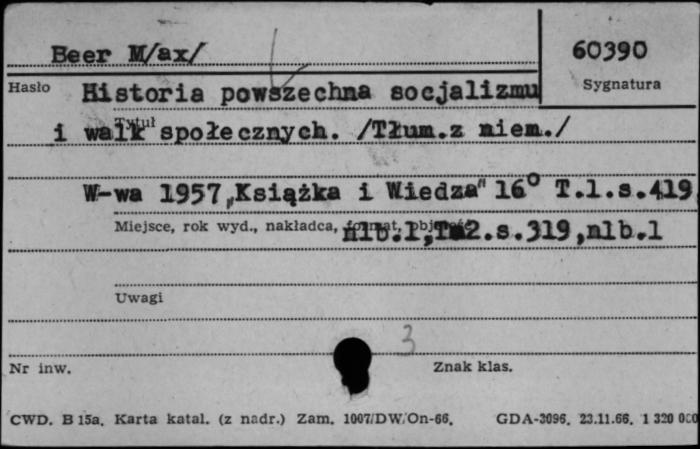 Beer M/ax/
60390
Hasło
Sygnatura
Historia powszechna socjalizmu
Tytuł
i walk społecznych. /Tłum.z niem./
W-wa 1957 „Książka i Wiedza" 16° T.1.s.419
Miejsce, rok wyd., nakładca, format, objętość
nlb.1,T.2.s.319,nlb.1
Uwagi
3
Nr inw.
Znak klas.
CWD. B 15a. Karta katal. (z nadr.) Zam. 1007/DW/On-66. GDA-3096. 23.11.66. 1 320 000